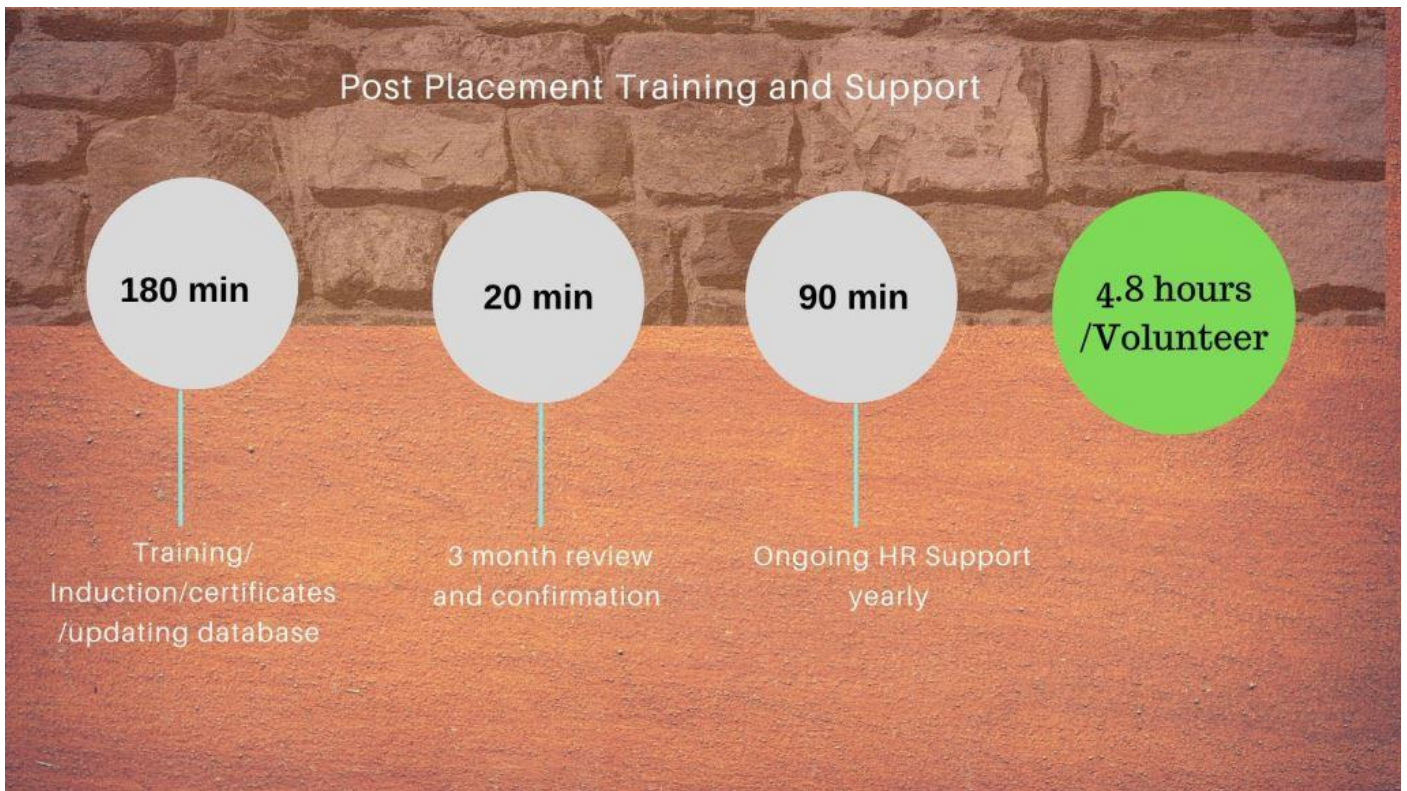 Post Placement Training and Support
180 min
20 min
90 min
4.8 hours
/Volunteer
Training/
Induction/certificates
/updating database
3 month review
and confirmation
Ongoing HR Support
yearly